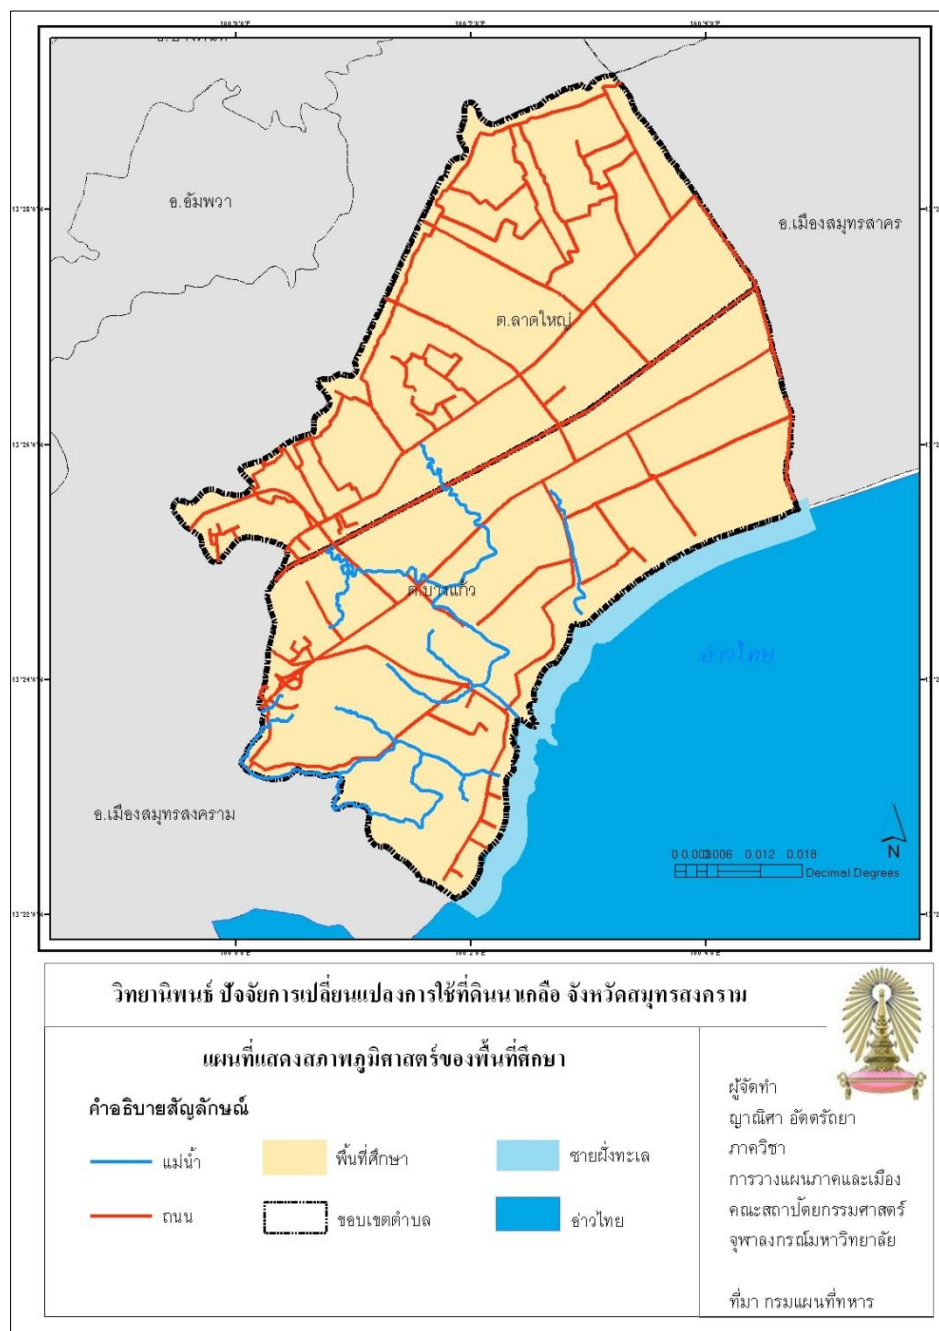 อ.อัมพวา
อ.เมืองสมุทรสาคร
ต.ลาดใหญ่
ต.บางแก้ว
อ่าวไทย
อ.เมืองสมุทรสงคราม
N
0.012 0.018
Decimal Degrees
วิทยานิพนธ์ ปัจจัยการเปลี่ยนแปลงการใช้ที่ดินนาเกลือ จังหวัดสมุทรสงคราม
แผนที่แสดงสภาพภูมิศาสตร์ของพื้นที่ศึกษา
คำอธิบายสัญลักษณ์
แม่น้ำ พื้นที่ศึกษา ชายฝั่งทะเล
ถนน ขอบเขตตำบล อ่าวไทย
ผู้จัดทำ
ญาณิศา อัตตรัถยา
ภาควิชา
การวางแผนภาคและเมือง
คณะสถาปัตยกรรมศาสตร์
จุฬาลงกรณ์มหาวิทยาลัย
ที่มา กรมแผนที่ทหาร